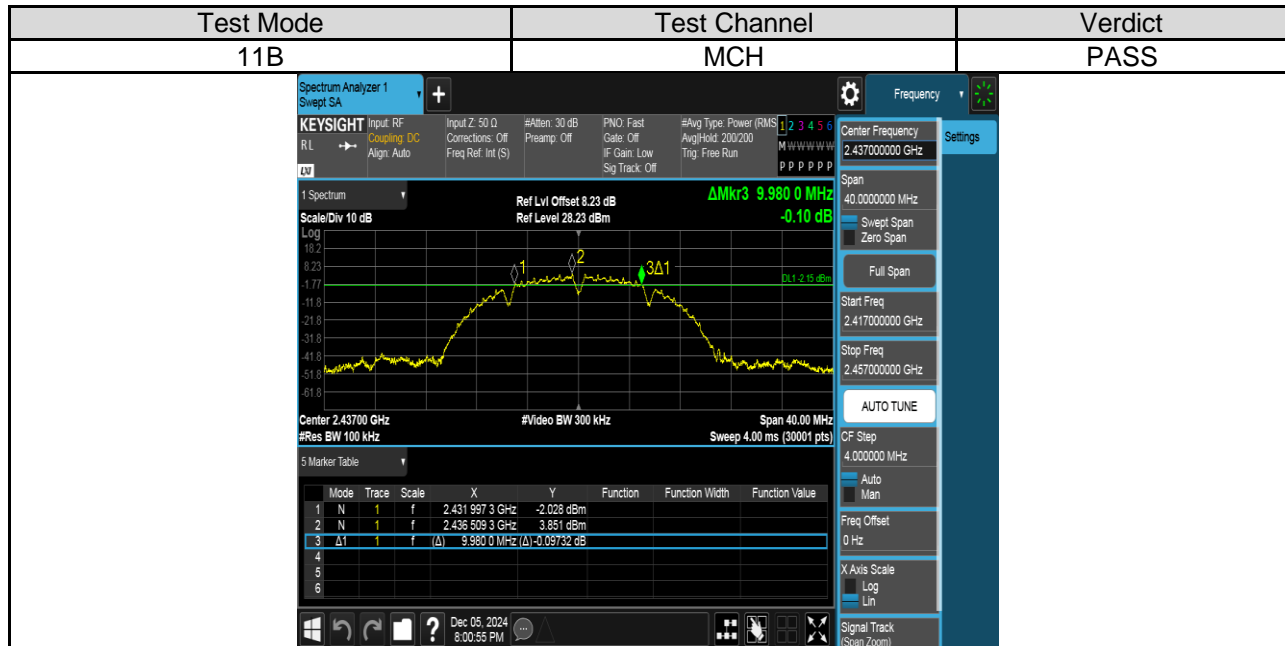 Test Mode Test Channel Verdict
11B MCH PASS
Spectrum Analyzer 1
Swept SA
+
Frequency
KEYSIGHT
RL
LXI
Input: RF
Coupling: DC
Align: Auto
Input Z: 50 Ω
Corrections: Off
Freq Ref: Int (S)
#Atten: 30 dB
Preamp: Off
PNO: Fast
Gate: Off
IF Gain: Low
Sig Track: Off
#Avg Type: Power (RMS
Avg|Hold: 200/200
Trig: Free Run
1 2 3 4 5 6
M W W W W W
P P P P P P
1 Spectrum
Scale/Div 10 dB
Ref Lvl Offset 8.23 dB
Ref Level 28.23 dBm
ΔMkr3 9.980 0 MHz
-0.10 dB
Log
18.2
8.23
-1.77
-11.8
-21.8
-31.8
-41.8
-51.8
-61.8
1
2
3Δ1
DL1 -2.15 dBm
Center 2.43700 GHz #Video BW 300 kHz Span 40.00 MHz
#Res BW 100 kHz Sweep 4.00 ms (30001 pts)
5 Marker Table
Mode Trace Scale X Y Function Function Width Function Value
1 N 1 f 2.431 997 3 GHz -2.028 dBm
2 N 1 f 2.436 509 3 GHz 3.851 dBm
3 Δ1 1 f (Δ) 9.980 0 MHz (Δ) -0.09732 dB
4
5
6
?
Dec 05, 2024
8:00:55 PM
Center Frequency
2.437000000 GHz
Settings
Span
40.0000000 MHz
Swept Span
Zero Span
Full Span
Start Freq
2.417000000 GHz
Stop Freq
2.457000000 GHz
AUTO TUNE
CF Step
4.000000 MHz
Auto
Man
Freq Offset
0 Hz
X Axis Scale
Log
Lin
Signal Track
(Span Zoom)